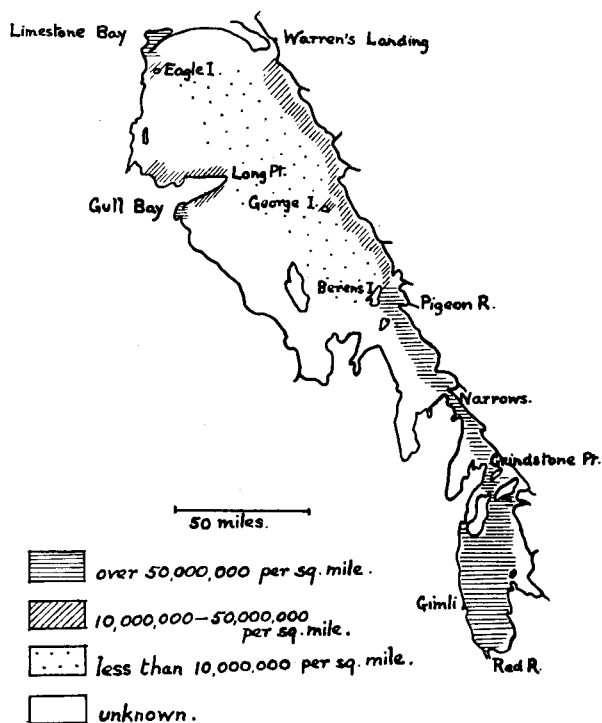 Limestone Bay
Warren's Landing
Eagle I.
Long Pt.
Gull Bay
George I.
Berens I.
Pigeon R.
Narrows.
Grindstone Pt.
50 miles.
Gimli
Red R.
over 50,000,000 per sq. mile.
10,000,000–50,000,000
per sq. mile.
less than 10,000,000 per sq. mile.
unknown.